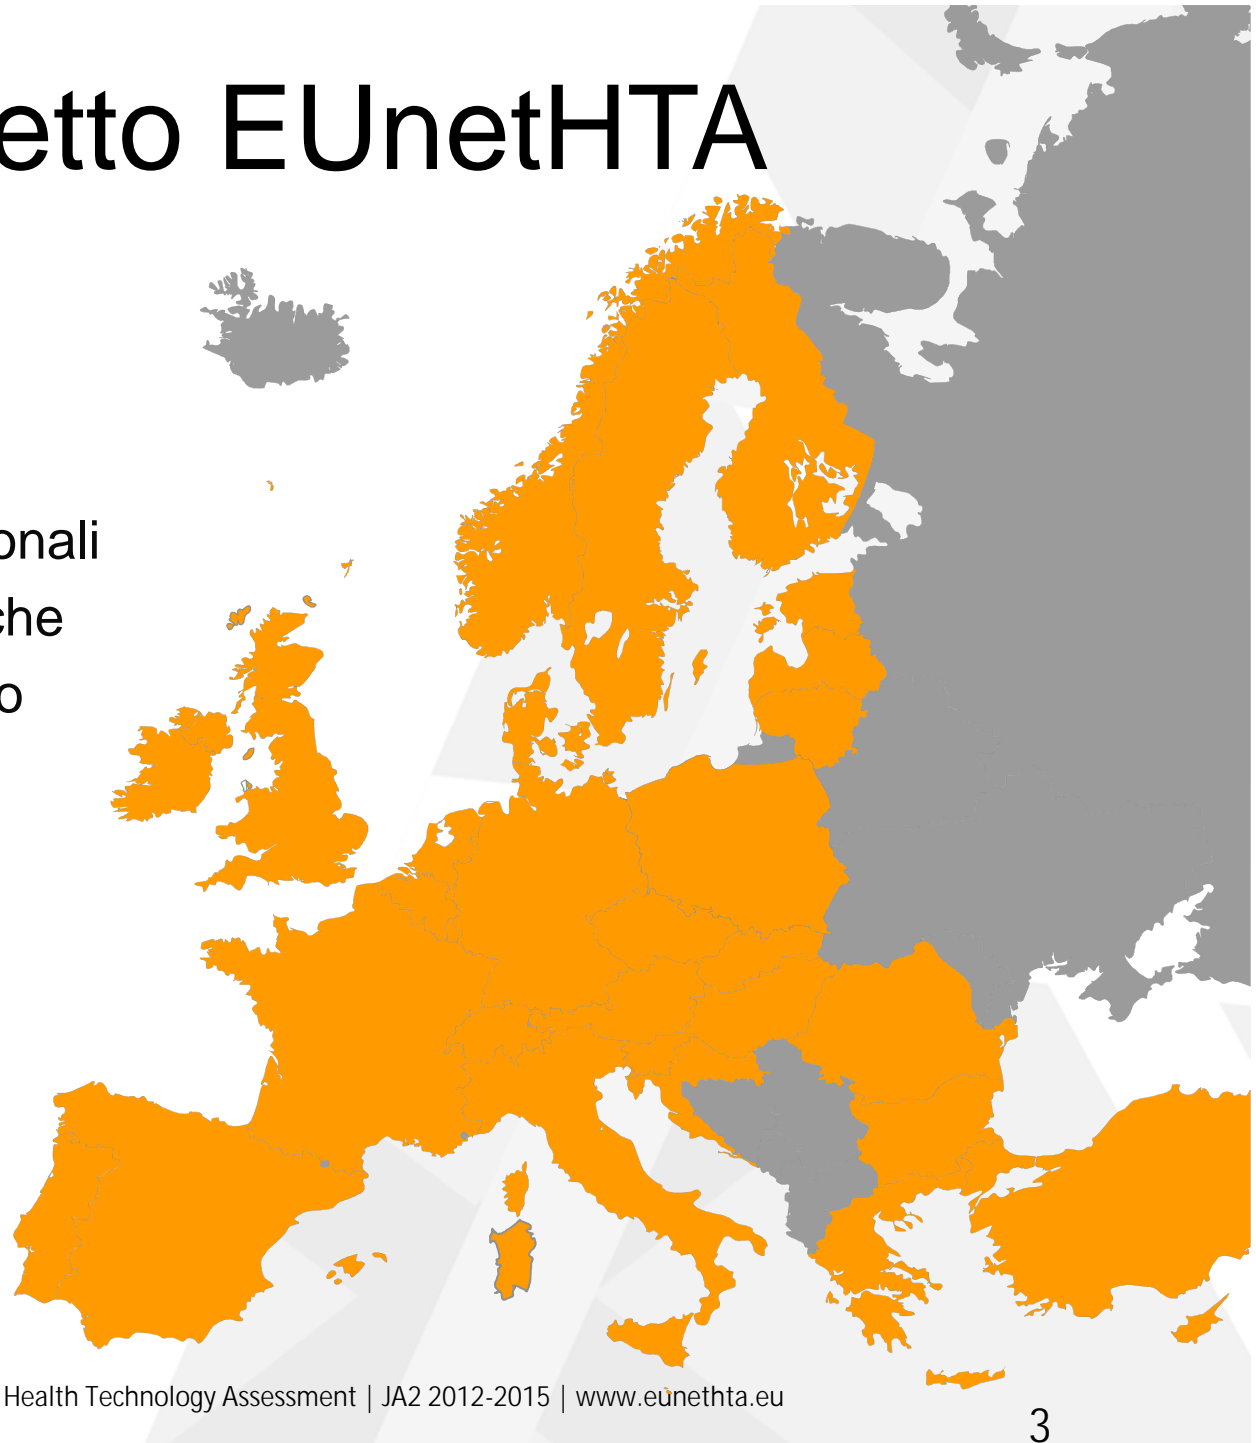 etto EUnetHTA
onali
che
o
Health Technology Assessment | JA2 2012-2015 | www.eunethta.eu
3